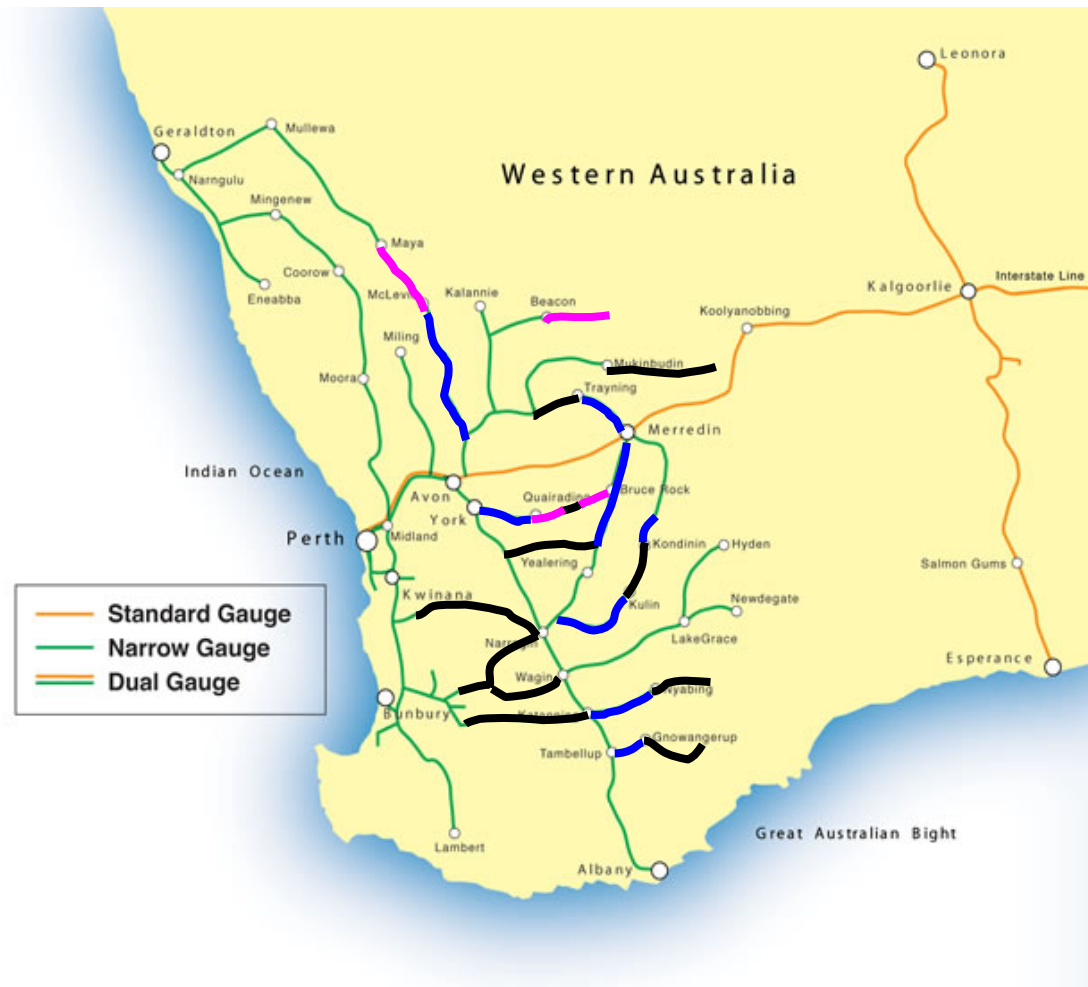 Leonora
Geraldton
Mullewa
Western Australia
Narngulu
Mingenew
Maya
Coorow
Interstate Line
Kalgoorlie
Eneabba
Kalannie
Beacon
Koolyanobbing
Miling
Mukinbudin
Moora
Trayning
Merredin
Indian Ocean
Avon
Bruce Rock
York
Perth
Midland
Kondinin
Hyden
Yealering
Salmon Gums
Standard Gauge
Kwinana
Newdegate
Kulin
Narrow Gauge
LakeGrace
Esperance
Wagin
Dual Gauge
Bunbury
Gnowangerup
Tambellup
Great Australian Bight
Lambert
Albany